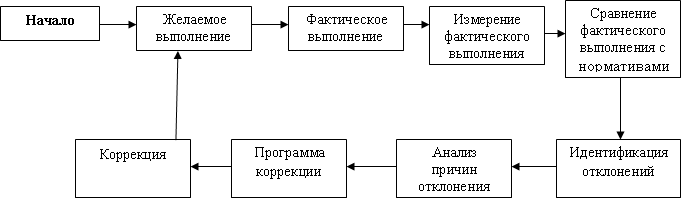 Начало
Желаемое
выполнение
Фактическое
выполнение
Измерение
фактического
выполнения
Сравнение
фактического
выполнения с
нормативами
Идентификация
отклонений
Анализ
причин
отклонения
Программа
коррекции
Коррекция